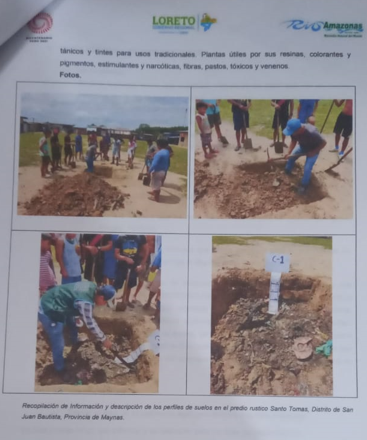 LORETO
Amazonas
tánicos y tintes para usos tradicionales. Plantas útiles por sus resinas, colorantes y
pigmentos, estimulantes y narcóticas, fibras, pastos, tóxicos y venenos.
Fotos.
C-1
Recopilación de Información y descripción de los perfiles de suelos en el predio rustico Santo Tomas, Distrito de San
Juan Bautista, Provincia de Maynas.